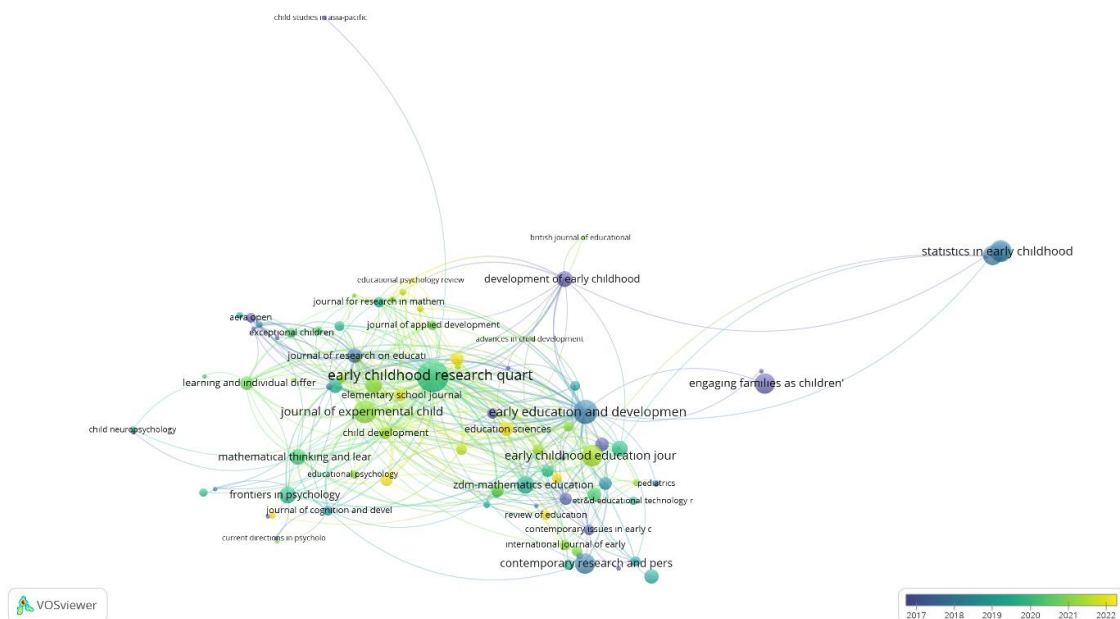 child studies in asia-pacific
british journal of educational
statistics in early childhood
development of early childhood
educational psychology review
journal for research in mathem
aera open
journal of applied development
exceptional children
advances in child development
journal of research on educati
early childhood research quart
learning and individual differ
engaging families as children'
elementary school journal
journal of experimental child
early education and developmen
child neuropsychology
child development
education sciences
mathematical thinking and lear
early childhood education jour
educational psychology
zdm-mathematics education
pediatrics
frontiers in psychology
etr&d-educational technology r
journal of cognition and devel
review of education
contemporary issues in early c
current directions in psycholo
international journal of early
contemporary research and pers
VOSviewer
2017 2018 2019 2020 2021 2022